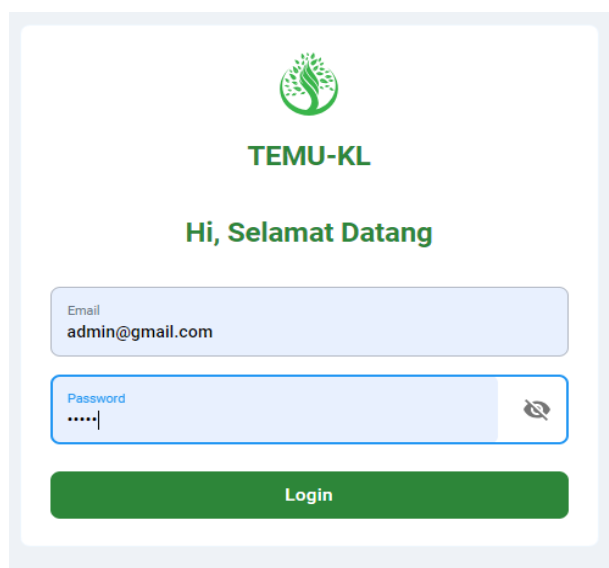 TEMU-KL
Hi, Selamat Datang
Email
admin@gmail.com
Password
•••••
Login